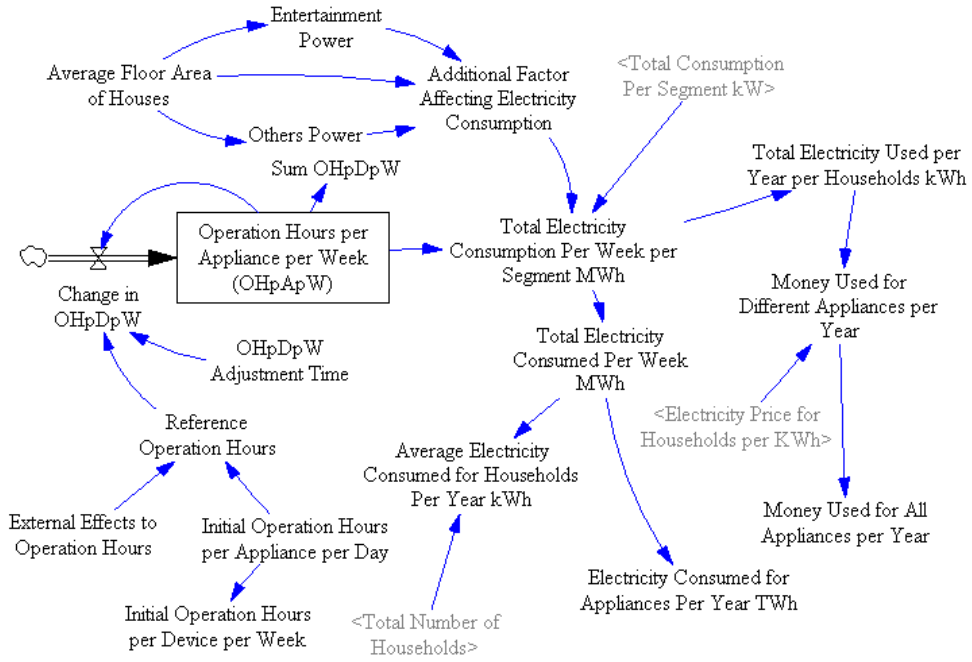 Entertainment
Power
Average Floor Area
of Houses
Additional Factor
Affecting Electricity
Consumption
<Total Consumption
Per Segment kW>
Others Power
Sum OHpDpW
Total Electricity Used per
Year per Households kWh
Operation Hours per
Appliance per Week
(OHpApW)
Total Electricity
Consumption Per Week per
Segment MWh
Change in
OHpDpW
Money Used for
Different Appliances per
Year
OHpDpW
Adjustment Time
Total Electricity
Consumed Per Week
MWh
<Electricity Price for
Households per KWh>
Reference
Operation Hours
Average Electricity
Consumed for Households
Per Year kWh
External Effects to
Operation Hours
Initial Operation Hours
per Appliance per Day
Money Used for All
Appliances per Year
Electricity Consumed for
Appliances Per Year TWh
Initial Operation Hours
per Device per Week
<Total Number of
Households>